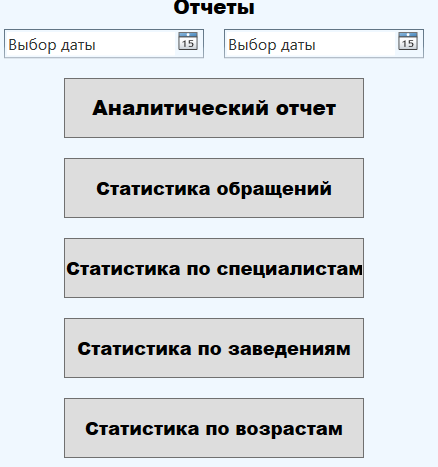 Отчеты
Выбор даты 15 Выбор даты 15
Аналитический отчет
Статистика обращений
Статистика по специалистам
Статистика по заведениям
Статистика по возрастам